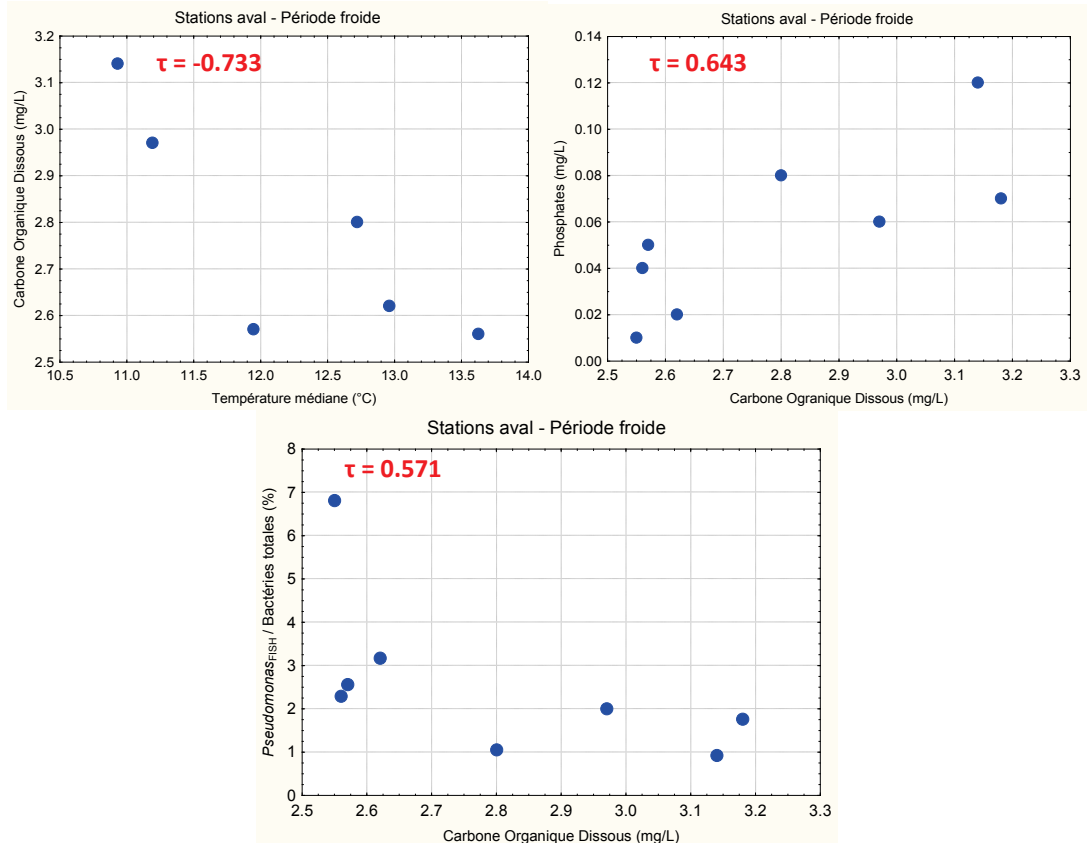 Stations aval - Période froide
τ = -0.733
Carbone Organique Dissous (mg/L)
3.2
3.1
3.0
2.9
2.8
2.7
2.6
2.5
10.5 11.0 11.5 12.0 12.5 13.0 13.5 14.0
Température médiane (°C)
Stations aval - Période froide
τ = 0.643
Phosphates (mg/L)
0.14
0.12
0.10
0.08
0.06
0.04
0.02
0.00
2.5 2.6 2.7 2.8 2.9 3.0 3.1 3.2 3.3
Carbone Ogranique Dissous (mg/L)
Stations aval - Période froide
τ = 0.571
Pseudomonas FISH / Bactéries totales (%)
8
7
6
5
4
3
2
1
0
2.5 2.6 2.7 2.8 2.9 3.0 3.1 3.2 3.3
Carbone Organique Dissous (mg/L)